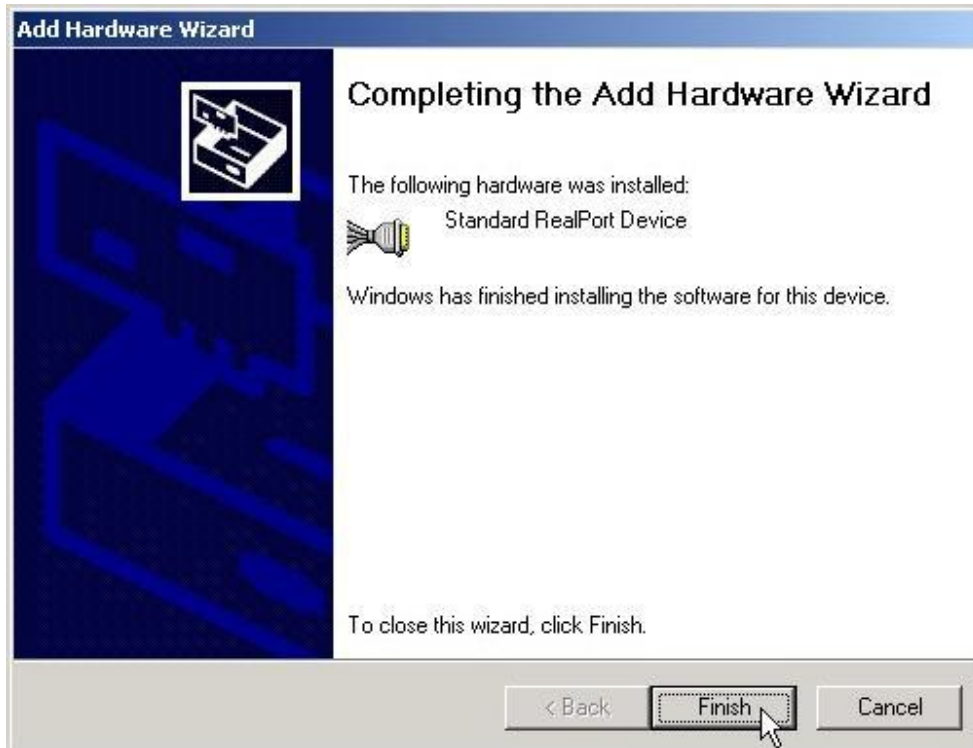 Add Hardware Wizard
Completing the Add Hardware Wizard
The following hardware was installed:
Standard RealPort Device
Windows has finished installing the software for this device.
To close this wizard, click Finish.
< Back Finish Cancel